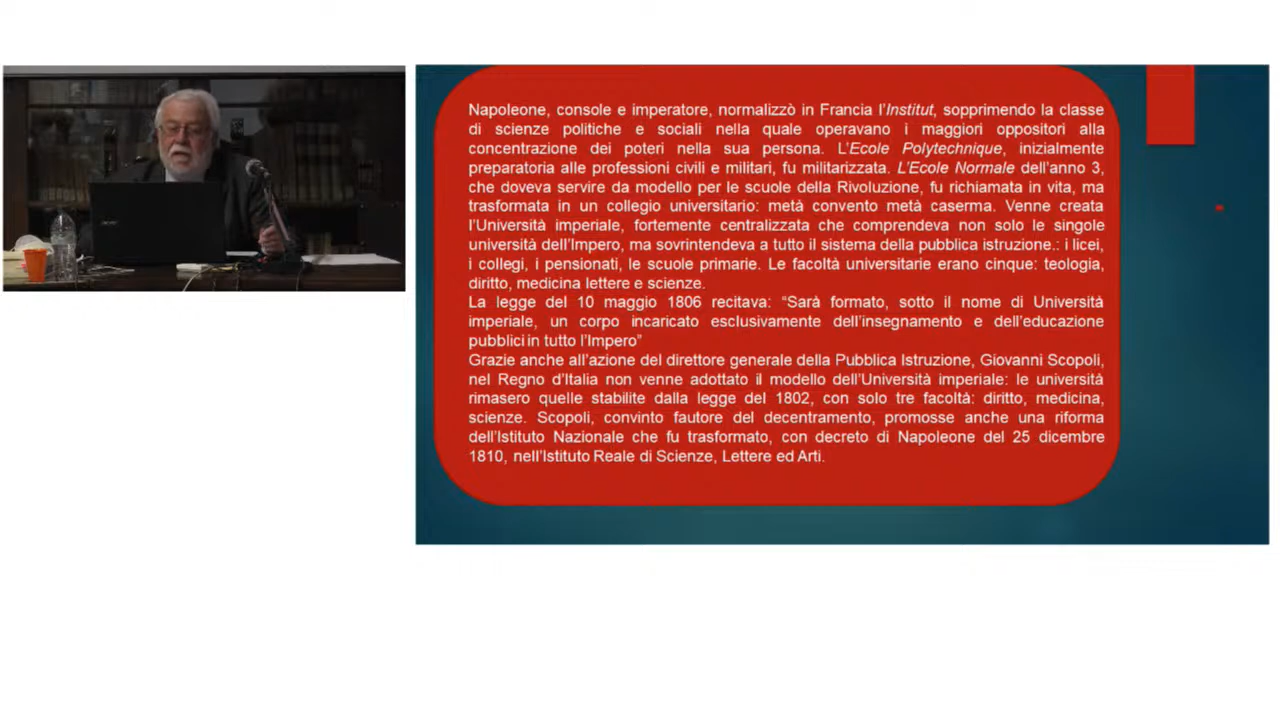 Napoleone, console e imperatore, normalizzò in Francia l'Institut, sopprimendo la classe
di scienze politiche e sociali nella quale operavano i maggiori oppositori alla
concentrazione dei poteri nella sua persona. L'Ecole Polytechnique, inizialmente
preparatoria alle professioni civili e militari, fu militarizzata. L'Ecole Normale dell'anno 3,
che doveva servire da modello per le scuole della Rivoluzione, fu richiamata in vita, ma
trasformata in un collegio universitario: metà convento metà caserma. Venne creata
l'Università imperiale, fortemente centralizzata che comprendeva non solo le singole
università dell'Impero, ma sovrintendeva a tutto il sistema della pubblica istruzione.: i licei,
i collegi, i pensionati, le scuole primarie. Le facoltà universitarie erano cinque: teologia,
diritto, medicina lettere e scienze.
La legge del 10 maggio 1806 recitava: “Sarà formato, sotto il nome di Università
imperiale, un corpo incaricato esclusivamente dell'insegnamento e dell'educazione
pubblici in tutto l'Impero”
Grazie anche all'azione del direttore generale della Pubblica Istruzione, Giovanni Scopoli,
nel Regno d'Italia non venne adottato il modello dell'Università imperiale: le università
rimasero quelle stabilite dalla legge del 1802, con solo tre facoltà: diritto, medicina,
scienze. Scopoli, convinto fautore del decentramento, promosse anche una riforma
dell'Istituto Nazionale che fu trasformato, con decreto di Napoleone del 25 dicembre
1810, nell'Istituto Reale di Scienze, Lettere ed Arti.